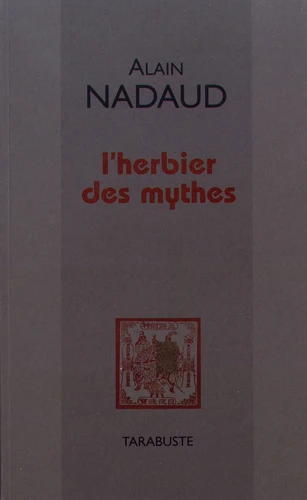 ALAIN
NADAUD
l'herbier
des mythes
TARABUSTE